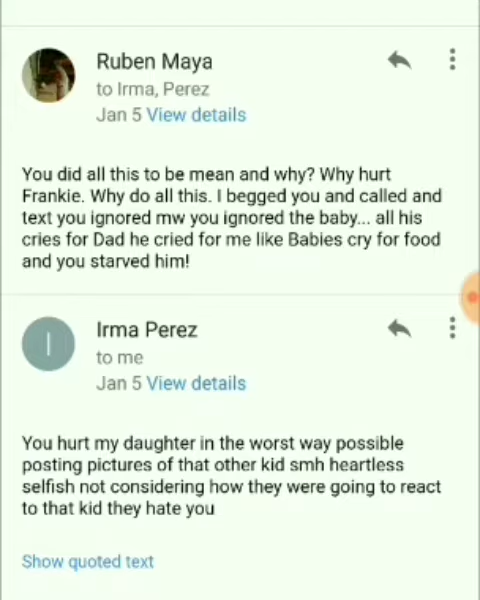 Ruben Maya
to Irma, Perez
Jan 5 View details
You did all this to be mean and why? Why hurt
Frankie. Why do all this. I begged you and called and
text you ignored mw you ignored the baby... all his
cries for Dad he cried for me like Babies cry for food
and you starved him!
I
Irma Perez
to me
Jan 5 View details
You hurt my daughter in the worst way possible
posting pictures of that other kid smh heartless
selfish not considering how they were going to react
to that kid they hate you
Show quoted text